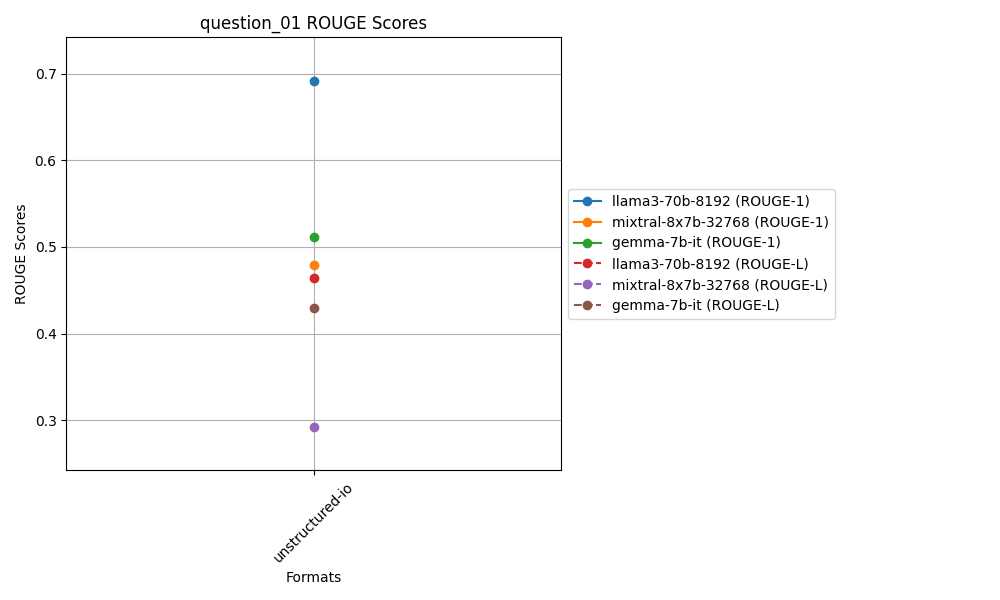 question_01 ROUGE Scores
ROUGE Scores
0.7
0.6
0.5
0.4
0.3
unstructured-io
Formats
llama3-70b-8192 (ROUGE-1)
mixtral-8x7b-32768 (ROUGE-1)
gemma-7b-it (ROUGE-1)
llama3-70b-8192 (ROUGE-L)
mixtral-8x7b-32768 (ROUGE-L)
gemma-7b-it (ROUGE-L)